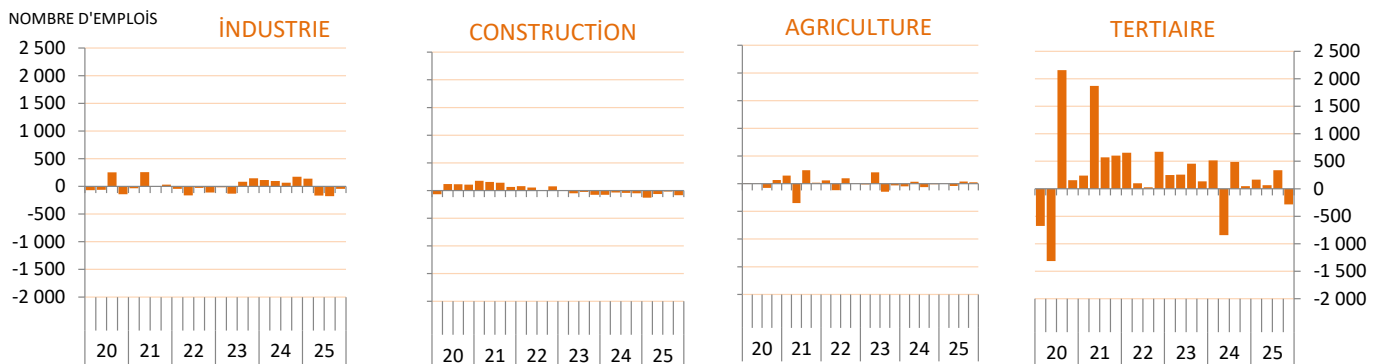 NOMBRE D'EMPLOİS
İNDUSTRIE
CONSTRUCTİON
AGRICULTURE
TERTIAIRE
2 500
2 000
1 500
1 000
500
0
-500
-1 000
-1 500
-2 000
2 500
2 000
1 500
1 000
500
0
-500
-1 000
-1 500
-2 000
20 21 22 23 24 25
20 21 22 23 24 25
20 21 22 23 24 25
20 21 22 23 24 25